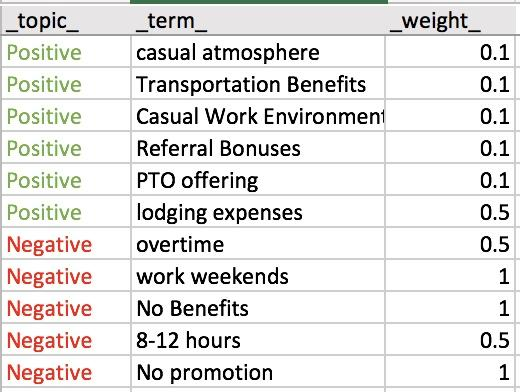 _topic_ _term_ _weight_
Positive casual atmosphere 0.1
Positive Transportation Benefits 0.1
Positive Casual Work Environment 0.1
Positive Referral Bonuses 0.1
Positive PTO offering 0.1
Positive lodging expenses 0.5
Negative overtime 0.5
Negative work weekends 1
Negative No Benefits 1
Negative 8-12 hours 0.5
Negative No promotion 1